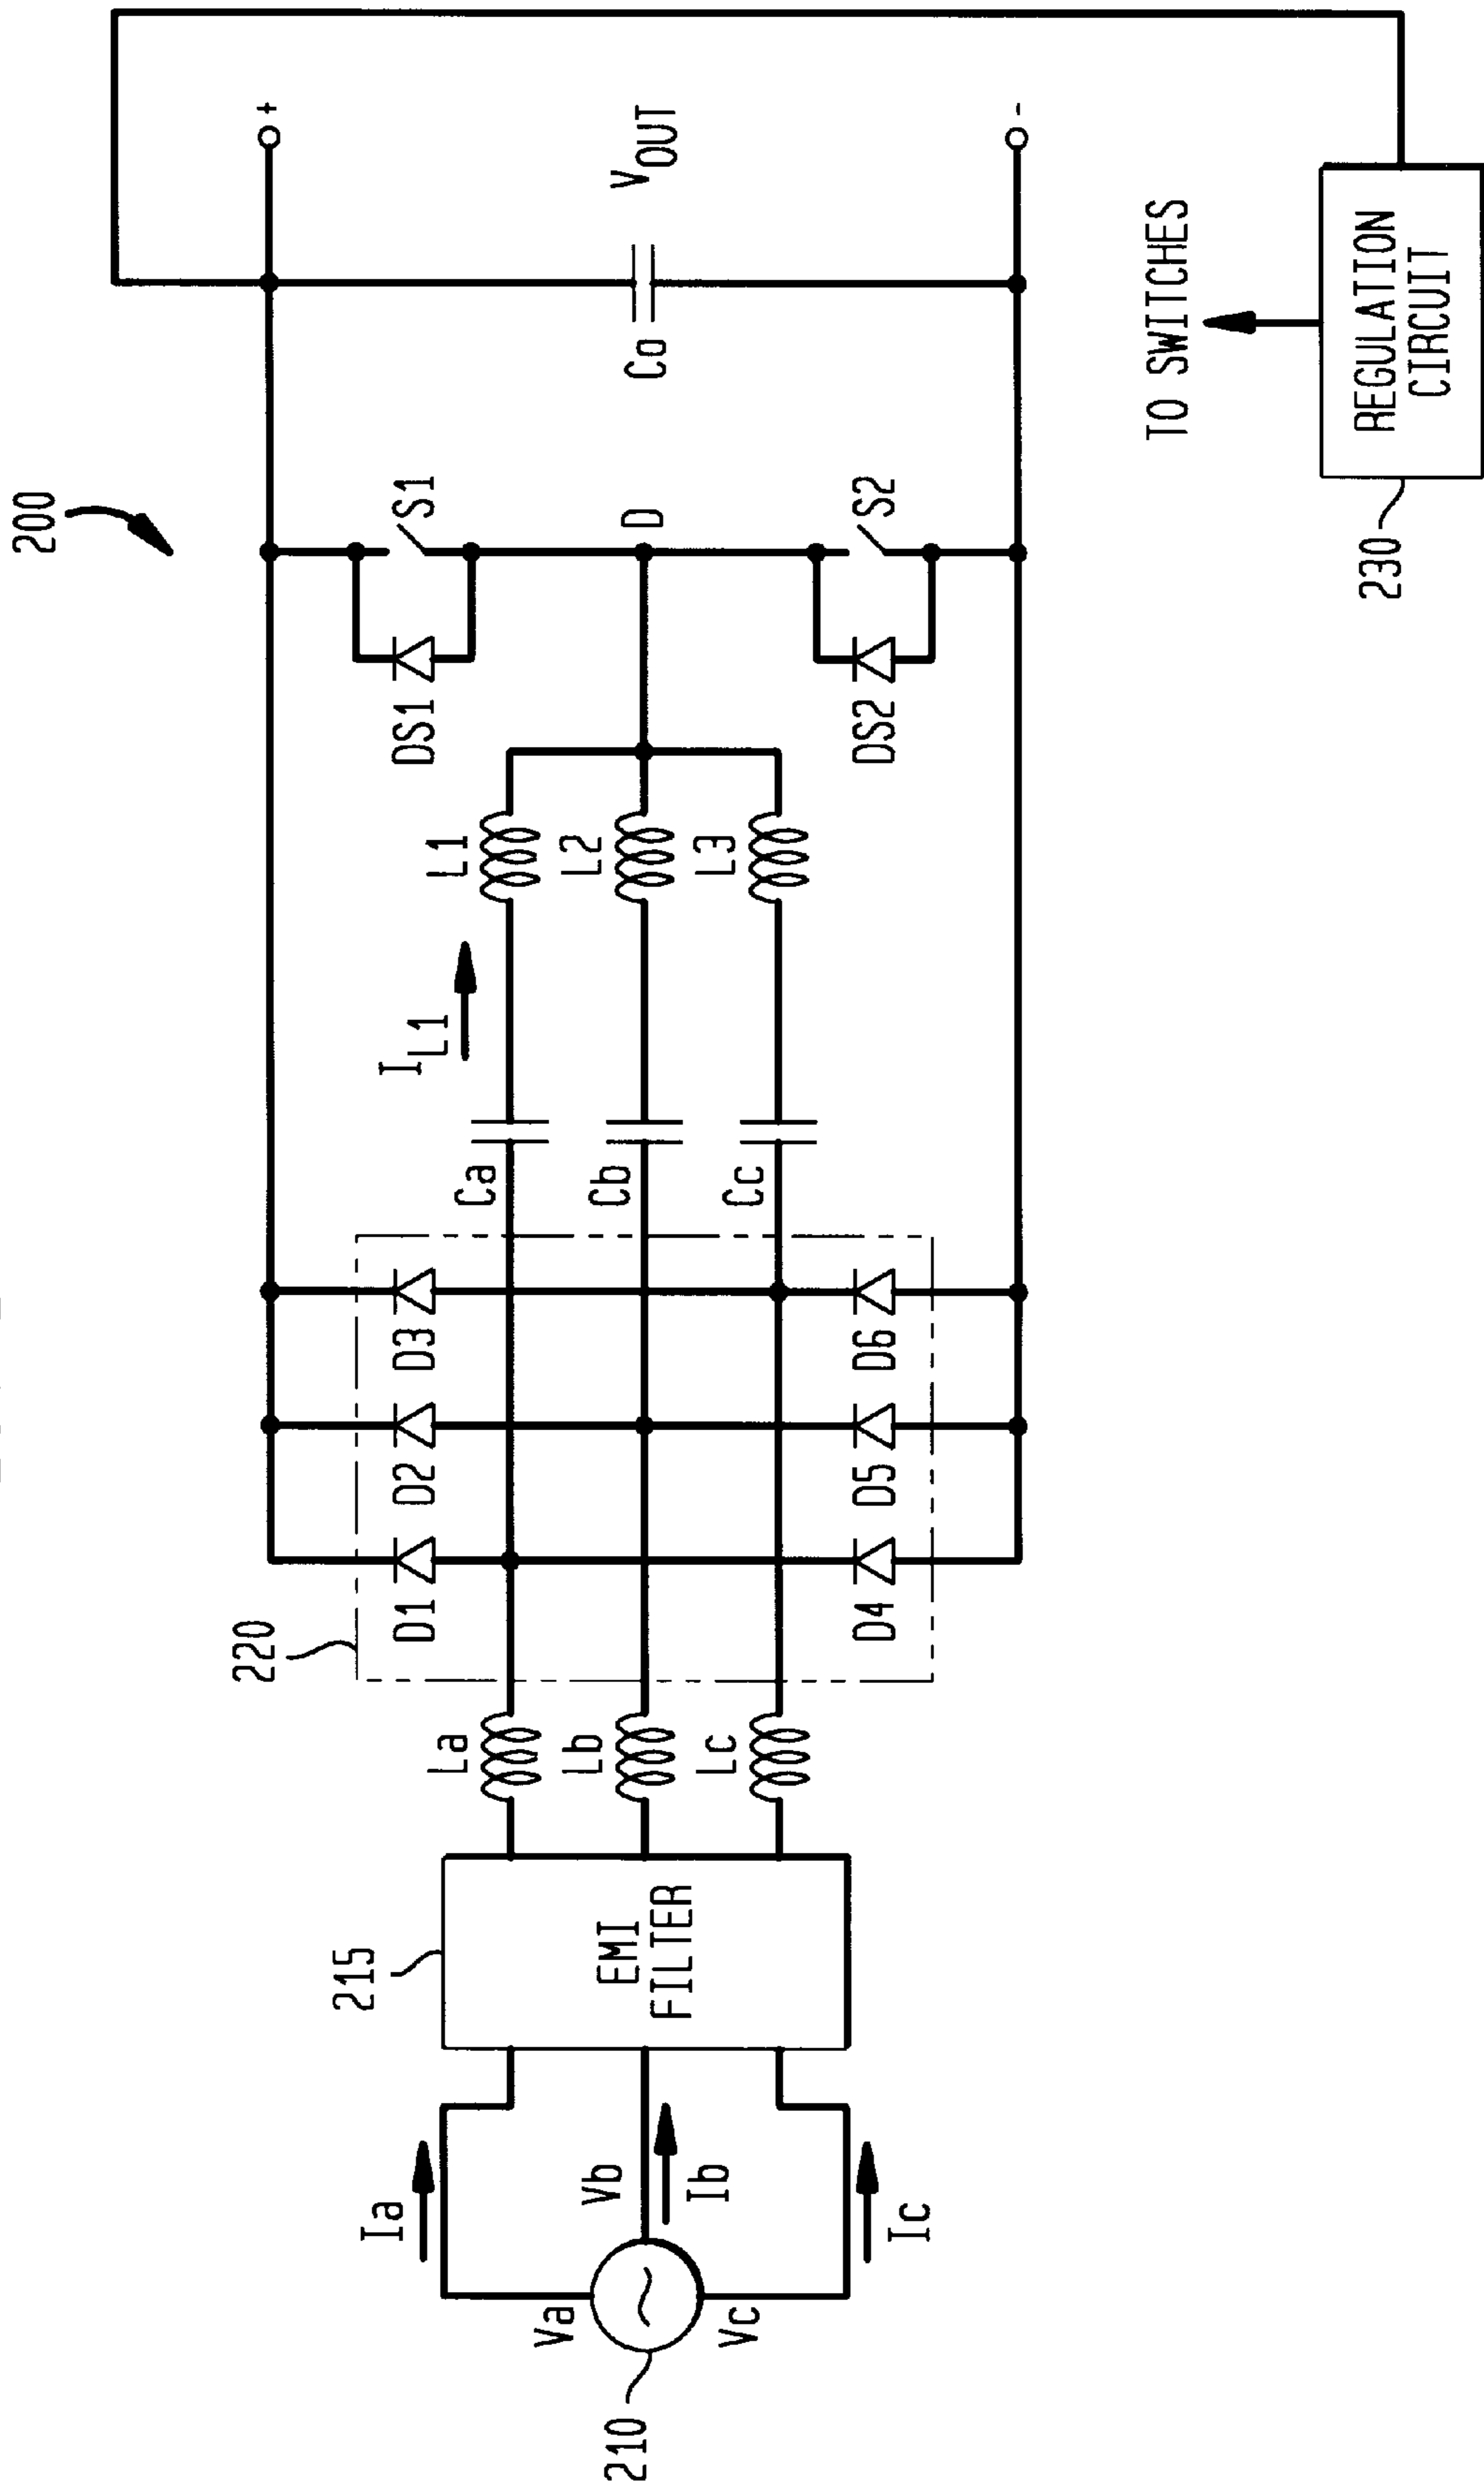 200
210
Va
Vb
Vc
Ia
Ib
Ic
215
EMI
FILTER
La
Lb
Lc
220
D1
D2
D3
D4
D5
D6
Ca
Cb
Cc
IL1
L1
L2
L3
DS1
S1
D
DS2
S2
Co
VOUT
+
-
TO SWITCHES
REGULATION
CIRCUIT
230